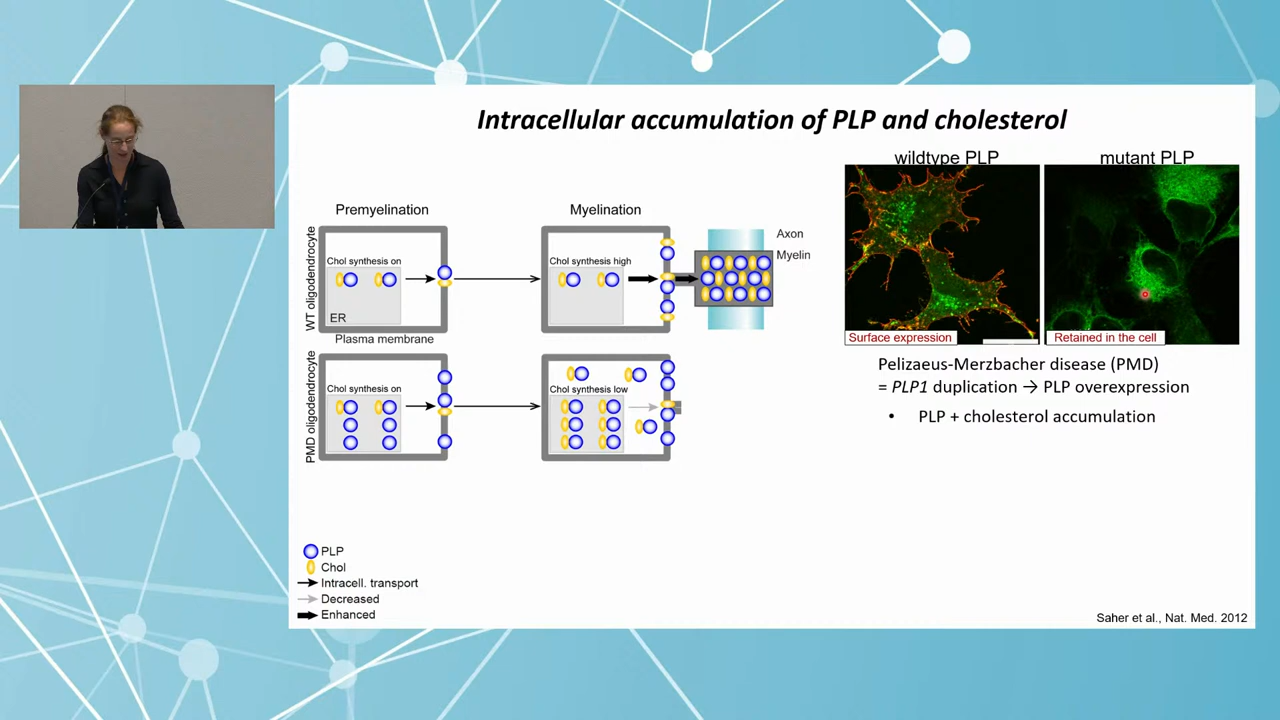 Intracellular accumulation of PLP and cholesterol
wildtype PLP
mutant PLP
Surface expression
Retained in the cell
Premyelination
Myelination
WT oligodendrocyte
Chol synthesis on
ER
Plasma membrane
Chol synthesis high
Axon
Myelin
PMD oligodendrocyte
Chol synthesis on
Chol synthesis low
Pelizaeus-Merzbacher disease (PMD)
= PLP1 duplication → PLP overexpression
• PLP + cholesterol accumulation
PLP
Chol
Intracell. transport
Decreased
Enhanced
Saher et al., Nat. Med. 2012